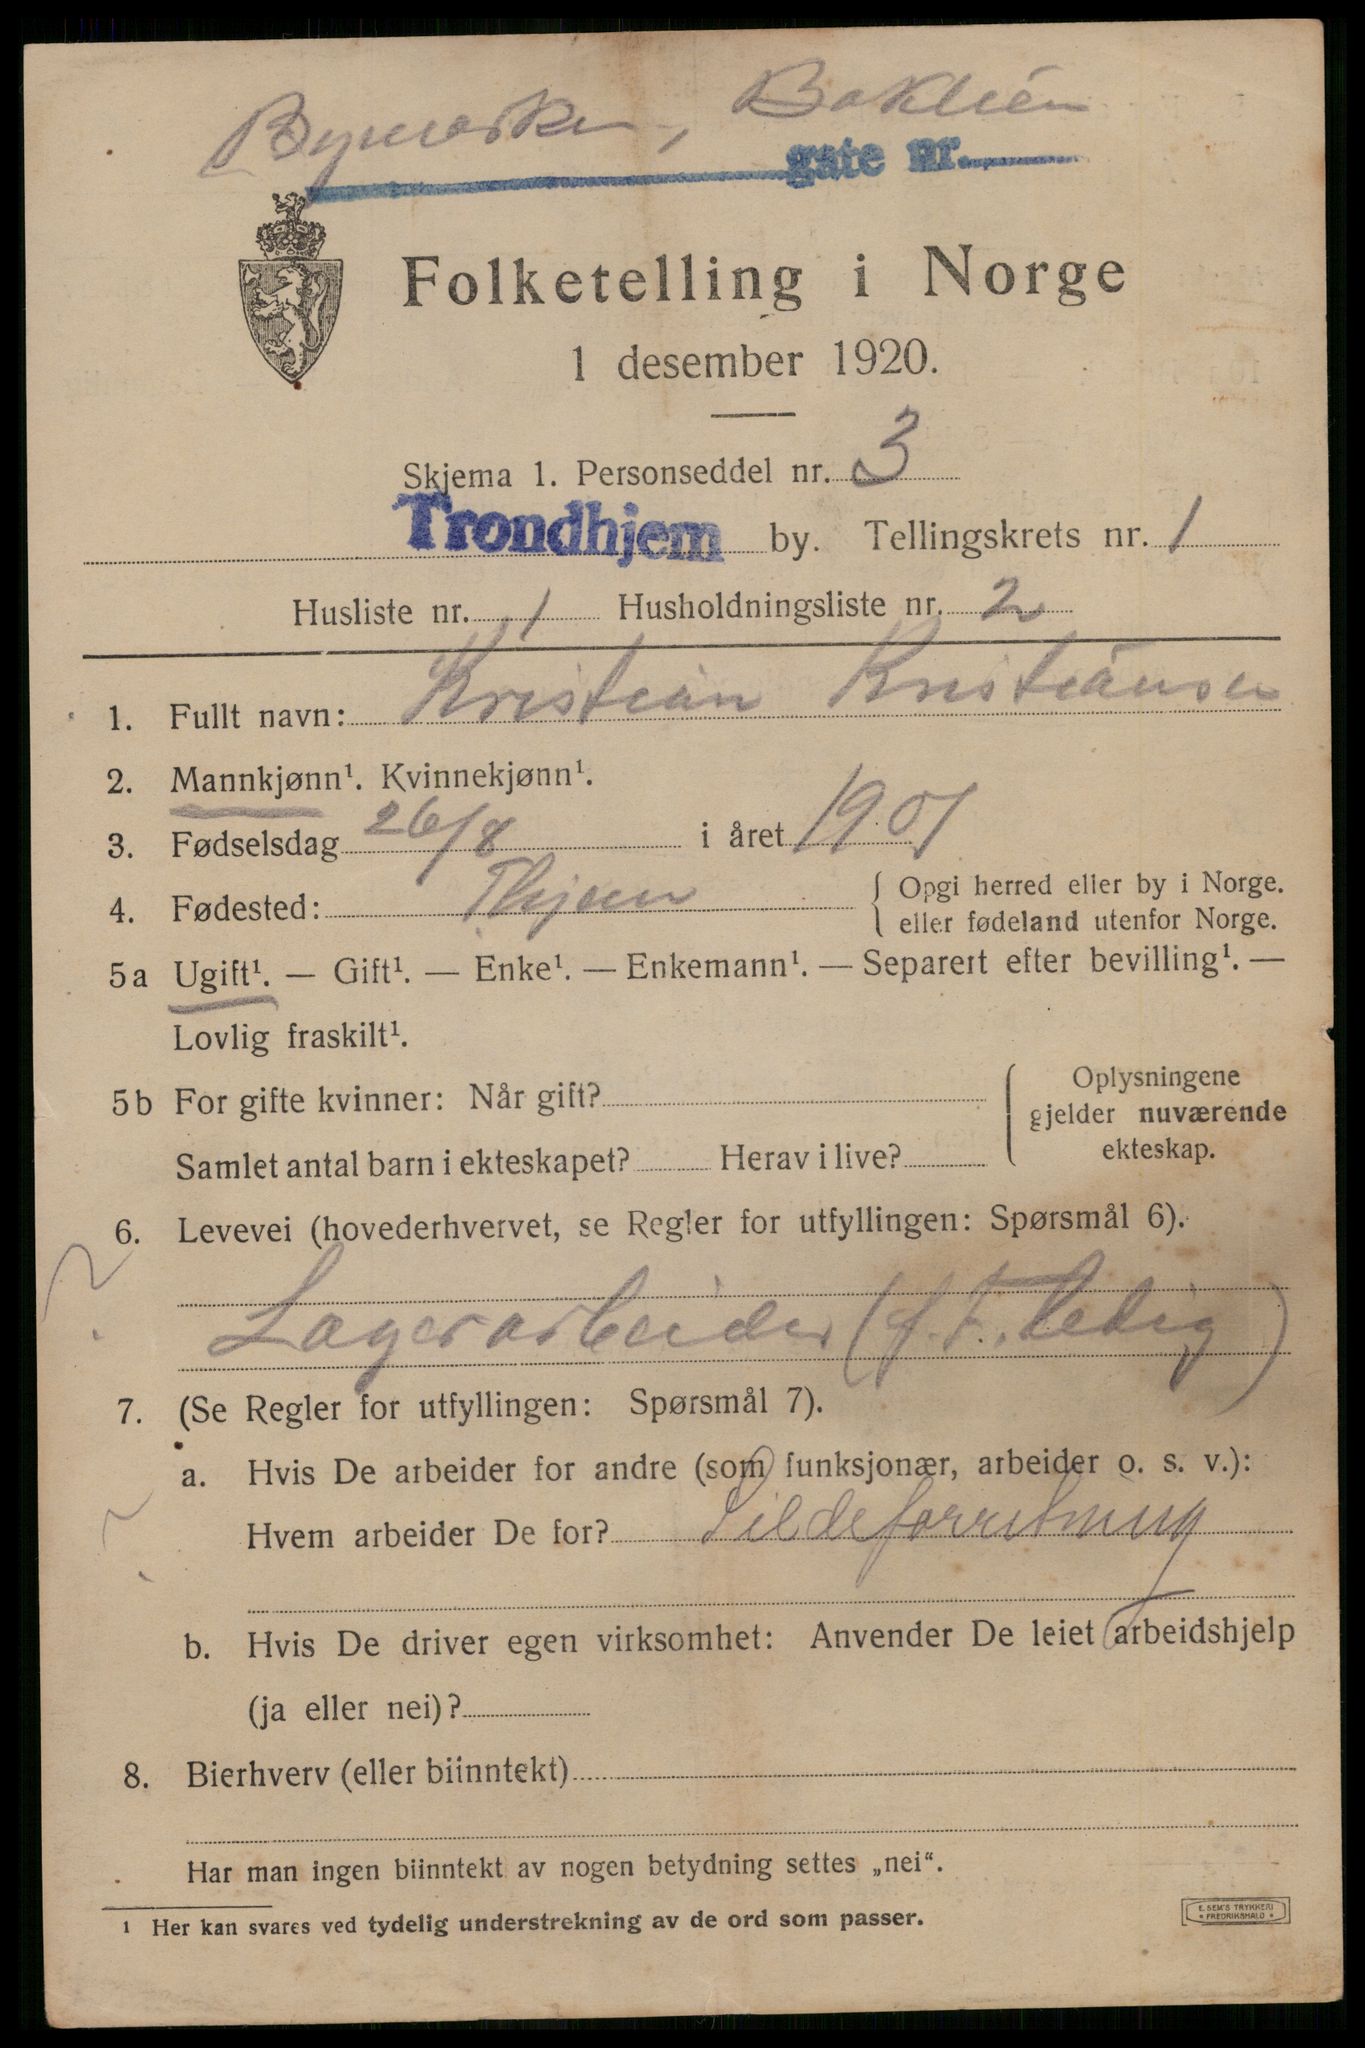 Bymarken, Baklien
gate nr.
Folketelling i Norge
1 desember 1920.
Skjema 1. Personseddel nr. 3
Trondhjem by. Tellingskrets nr. 1
Husliste nr. 1 Husholdningsliste nr. 2
1. Fullt navn: Kristian Kristiansen
2. Mannkjønn¹. Kvinnekjønn¹.
3. Fødselsdag 26/8 i året 1901
4. Fødested: Thjem { Opgi herred eller by i Norge.
eller fødeland utenfor Norge.
5a Ugift¹. — Gift¹. — Enke¹. — Enkemann¹. — Separert efter bevilling¹. —
Lovlig fraskilt¹.
5b For gifte kvinner: Når gift?
Samlet antal barn i ekteskapet? Herav i live?
Oplysningene
gjelder nuværende
ekteskap.
6. Levevei (hovederhvervet, se Regler for utfyllingen: Spørsmål 6).
?
Lagerarbeider (f. t. ledig)
7. (Se Regler for utfyllingen: Spørsmål 7).
a. Hvis De arbeider for andre (som funksjonær, arbeider o. s. v.):
?
Hvem arbeider De for? Sildeforretning
b. Hvis De driver egen virksomhet: Anvender De leiet arbeidshjelp
(ja eller nei)?
8. Bierhverv (eller biinntekt)
Har man ingen biinntekt av nogen betydning settes „nei“.
¹ Her kan svares ved tydelig understrekning av de ord som passer.
E. SEM'S TRYKKERI
FREDRIKSHALD